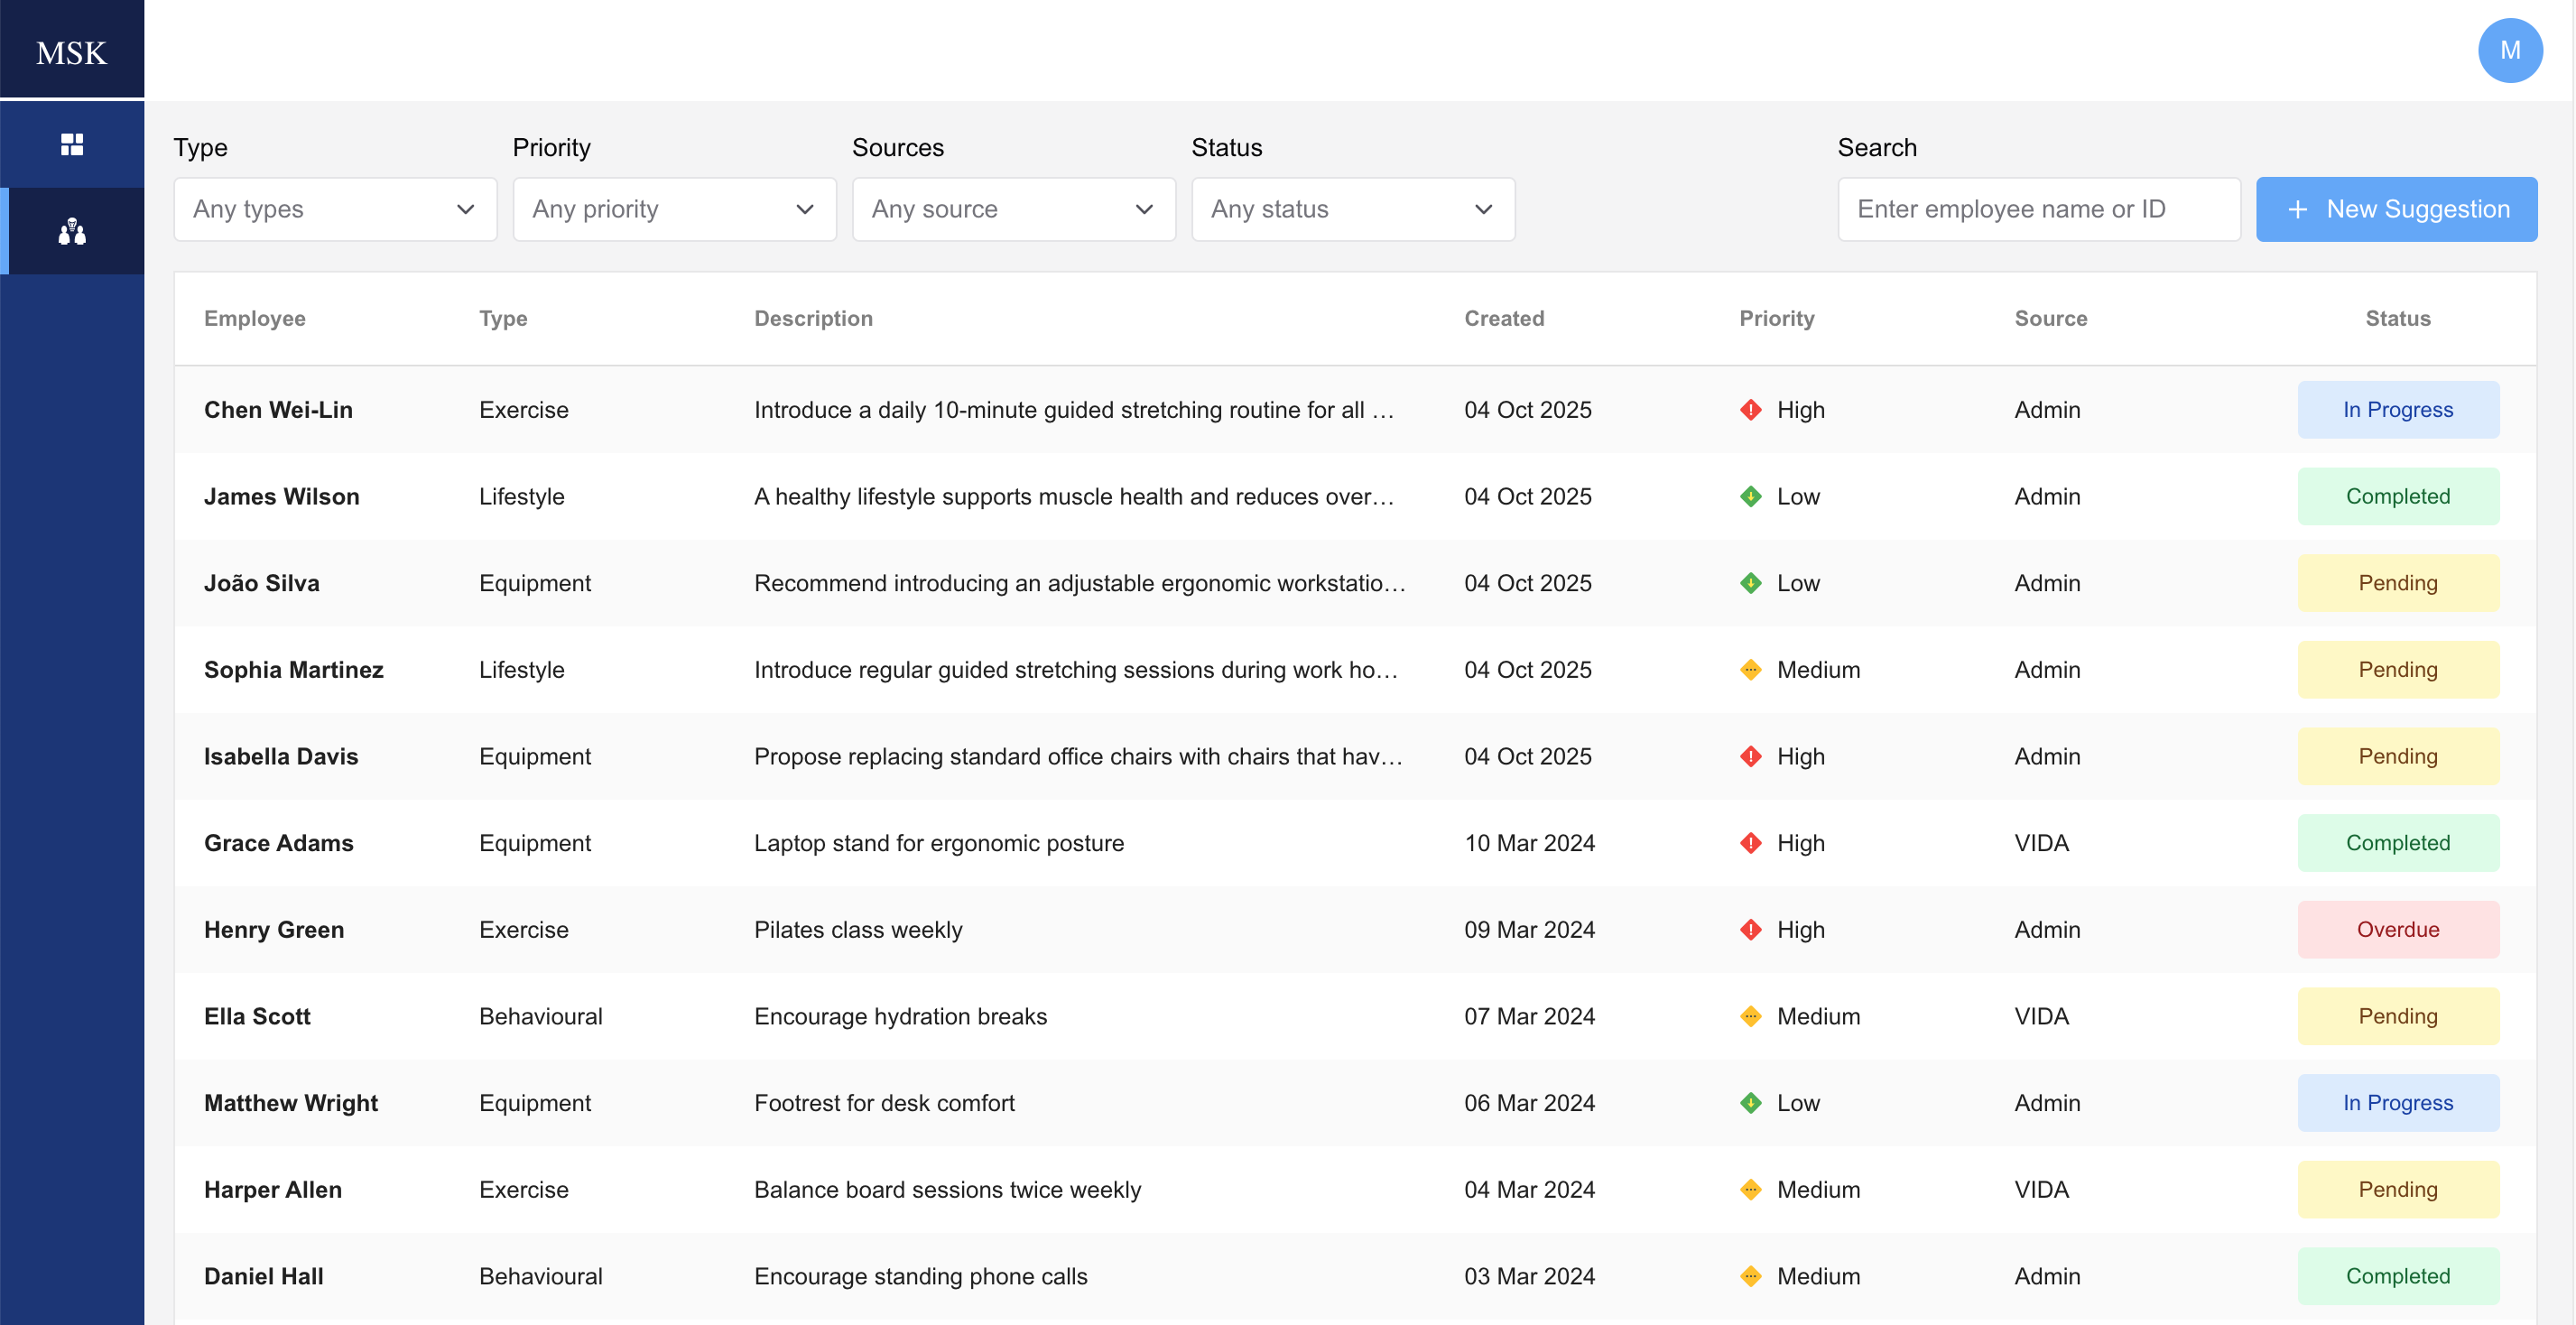 MSK
M
Type Priority Sources Status Search
Any types Any priority Any source Any status Enter employee name or ID + New Suggestion
Employee Type Description Created Priority Source Status
Chen Wei-Lin Exercise Introduce a daily 10-minute guided stretching routine for all … 04 Oct 2025 High Admin In Progress
James Wilson Lifestyle A healthy lifestyle supports muscle health and reduces over… 04 Oct 2025 Low Admin Completed
João Silva Equipment Recommend introducing an adjustable ergonomic workstatio… 04 Oct 2025 Low Admin Pending
Sophia Martinez Lifestyle Introduce regular guided stretching sessions during work ho… 04 Oct 2025 Medium Admin Pending
Isabella Davis Equipment Propose replacing standard office chairs with chairs that hav… 04 Oct 2025 High Admin Pending
Grace Adams Equipment Laptop stand for ergonomic posture 10 Mar 2024 High VIDA Completed
Henry Green Exercise Pilates class weekly 09 Mar 2024 High Admin Overdue
Ella Scott Behavioural Encourage hydration breaks 07 Mar 2024 Medium VIDA Pending
Matthew Wright Equipment Footrest for desk comfort 06 Mar 2024 Low Admin In Progress
Harper Allen Exercise Balance board sessions twice weekly 04 Mar 2024 Medium VIDA Pending
Daniel Hall Behavioural Encourage standing phone calls 03 Mar 2024 Medium Admin Completed